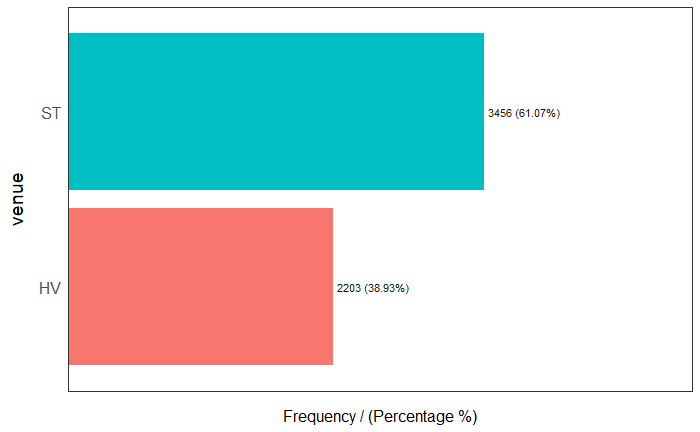 ST
3456 (61.07%)
venue
HV
2203 (38.93%)
Frequency / (Percentage %)